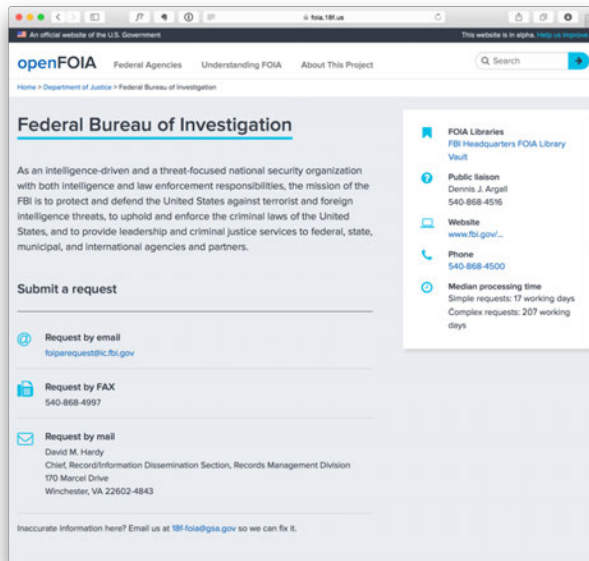 foia.18f.us
An official website of the U.S. Government
This website is in alpha. Help us improve
openFOIA Federal Agencies Understanding FOIA About This Project
Search
Home > Department of Justice > Federal Bureau of Investigation
Federal Bureau of Investigation
As an intelligence-driven and a threat-focused national security organization
with both intelligence and law enforcement responsibilities, the mission of the
FBI is to protect and defend the United States against terrorist and foreign
intelligence threats, to uphold and enforce the criminal laws of the United
States, and to provide leadership and criminal justice services to federal, state,
municipal, and international agencies and partners.
Submit a request
Request by email
foiparequest@ic.fbi.gov
Request by FAX
540-868-4997
Request by mail
David M. Hardy
Chief, Record/Information Dissemination Section, Records Management Division
170 Marcel Drive
Winchester, VA 22602-4843
Inaccurate information here? Email us at 18f-foia@gsa.gov so we can fix it.
FOIA Libraries
FBI Headquarters FOIA Library
Vault
Public liaison
Dennis J. Argall
540-868-4516
Website
www.fbi.gov/...
Phone
540-868-4500
Median processing time
Simple requests: 17 working days
Complex requests: 207 working
days